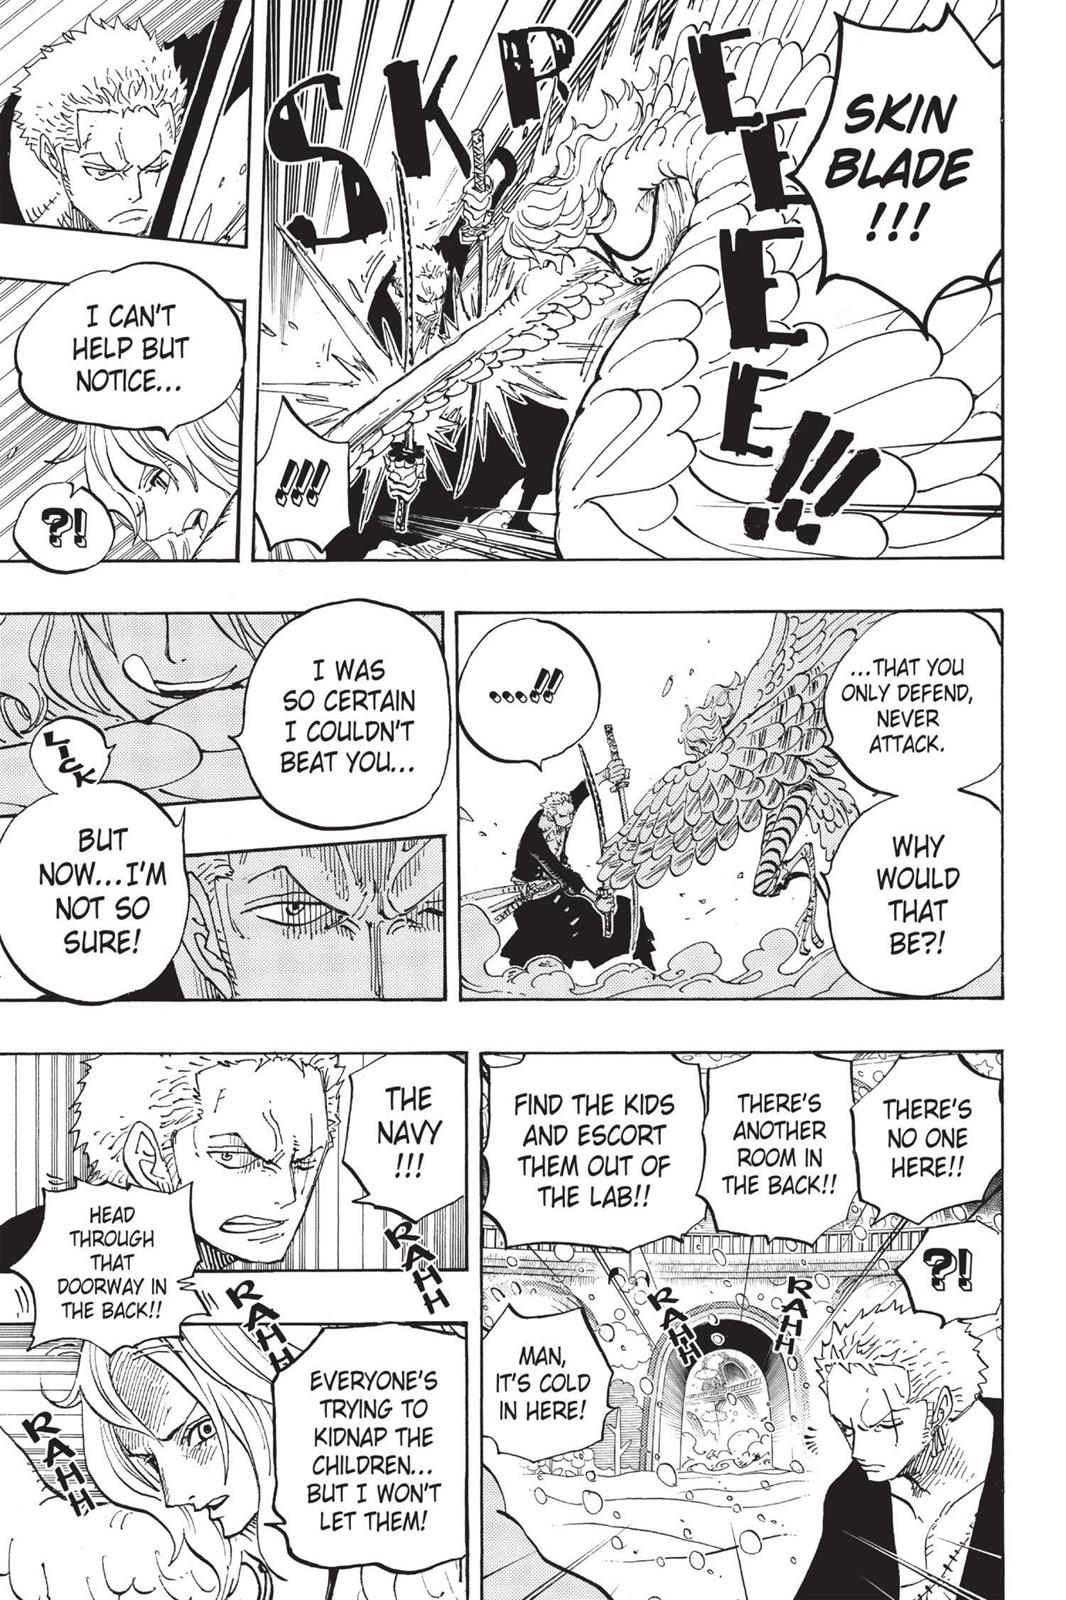 SKIN
BLADE
!!!
SKREEEEE!!!
!!!
I CAN'T
HELP BUT
NOTICE...
?!
...THAT YOU
ONLY DEFEND,
NEVER
ATTACK.
WHY
WOULD
THAT
BE?!
...!!
I WAS
SO CERTAIN
I COULDN'T
BEAT YOU...
LICK
BUT
NOW...I'M
NOT SO
SURE!
THERE'S
NO ONE
HERE!!
THERE'S
ANOTHER
ROOM IN
THE BACK!!
FIND THE KIDS
AND ESCORT
THEM OUT OF
THE LAB!!
?!
RAHH
RAHH
MAN,
IT'S COLD
IN HERE!
THE
NAVY
!!!
RAHH
HEAD
THROUGH
THAT
DOORWAY IN
THE BACK!!
RAHH
EVERYONE'S
TRYING TO
KIDNAP THE
CHILDREN...
BUT I WON'T
LET THEM!
RAHH